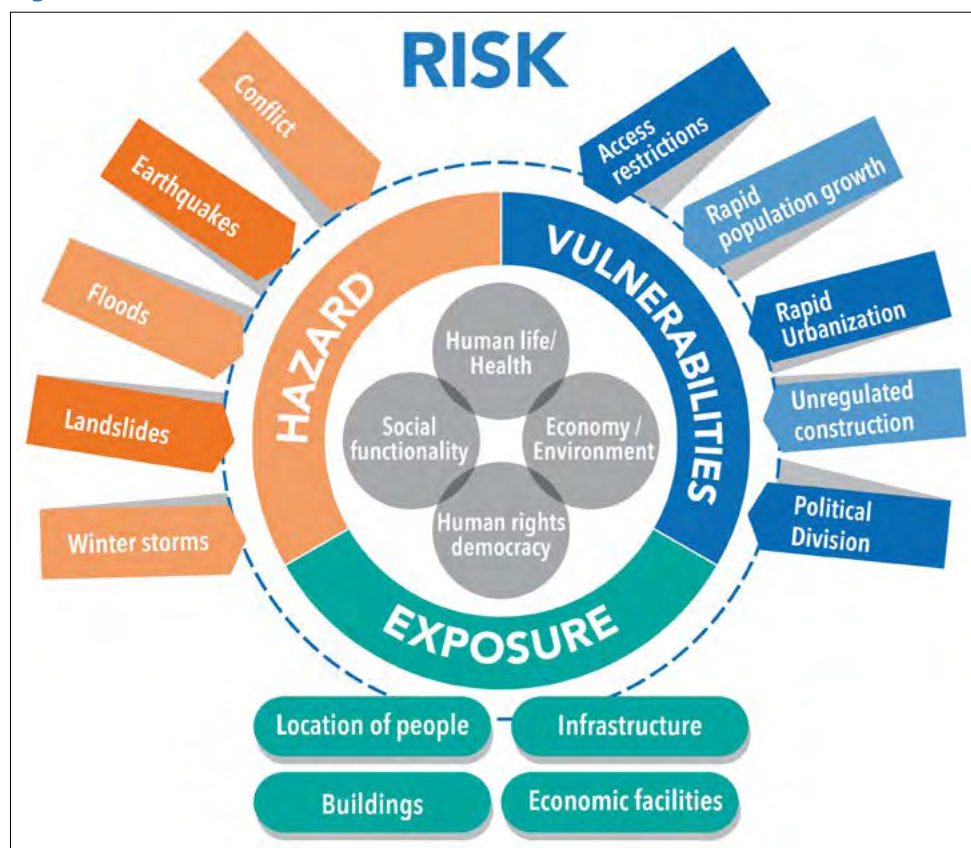 RISK
Conflict
Earthquakes
Floods
Landslides
Winter storms
Access
restrictions
Rapid
population growth
Rapid
Urbanization
Unregulated
construction
Political
Division
HAZARD
VULNERABILITIES
EXPOSURE
Human life/
Health
Social
functionality
Economy /
Environment
Human rights
democracy
Location of people
Infrastructure
Buildings
Economic facilities